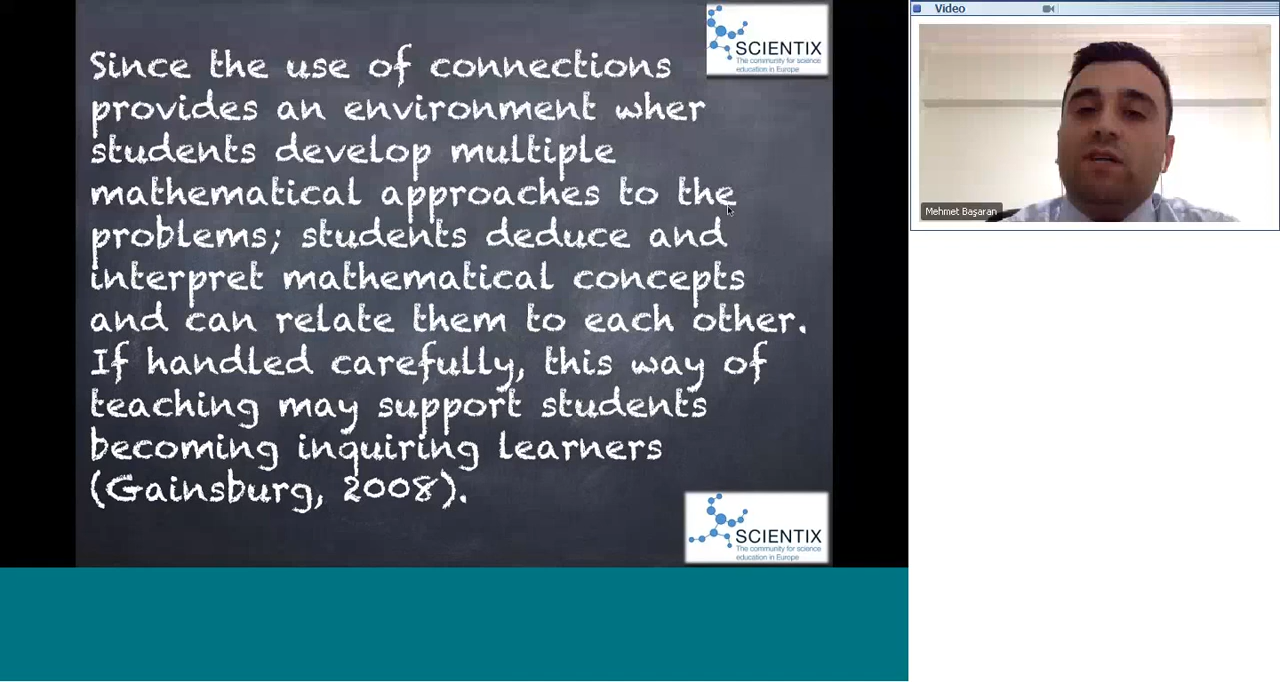 Since the use of connections
provides an environment wher
students develop multiple
mathematical approaches to the
problems; students deduce and
interpret mathematical concepts
and can relate them to each other.
If handled carefully, this way of
teaching may support students
becoming inquiring learners
(Gainsburg, 2008).
SCIENTIX
The community for science
education in Europe
SCIENTIX
The community for science
education in Europe
Video
Mehmet Başaran